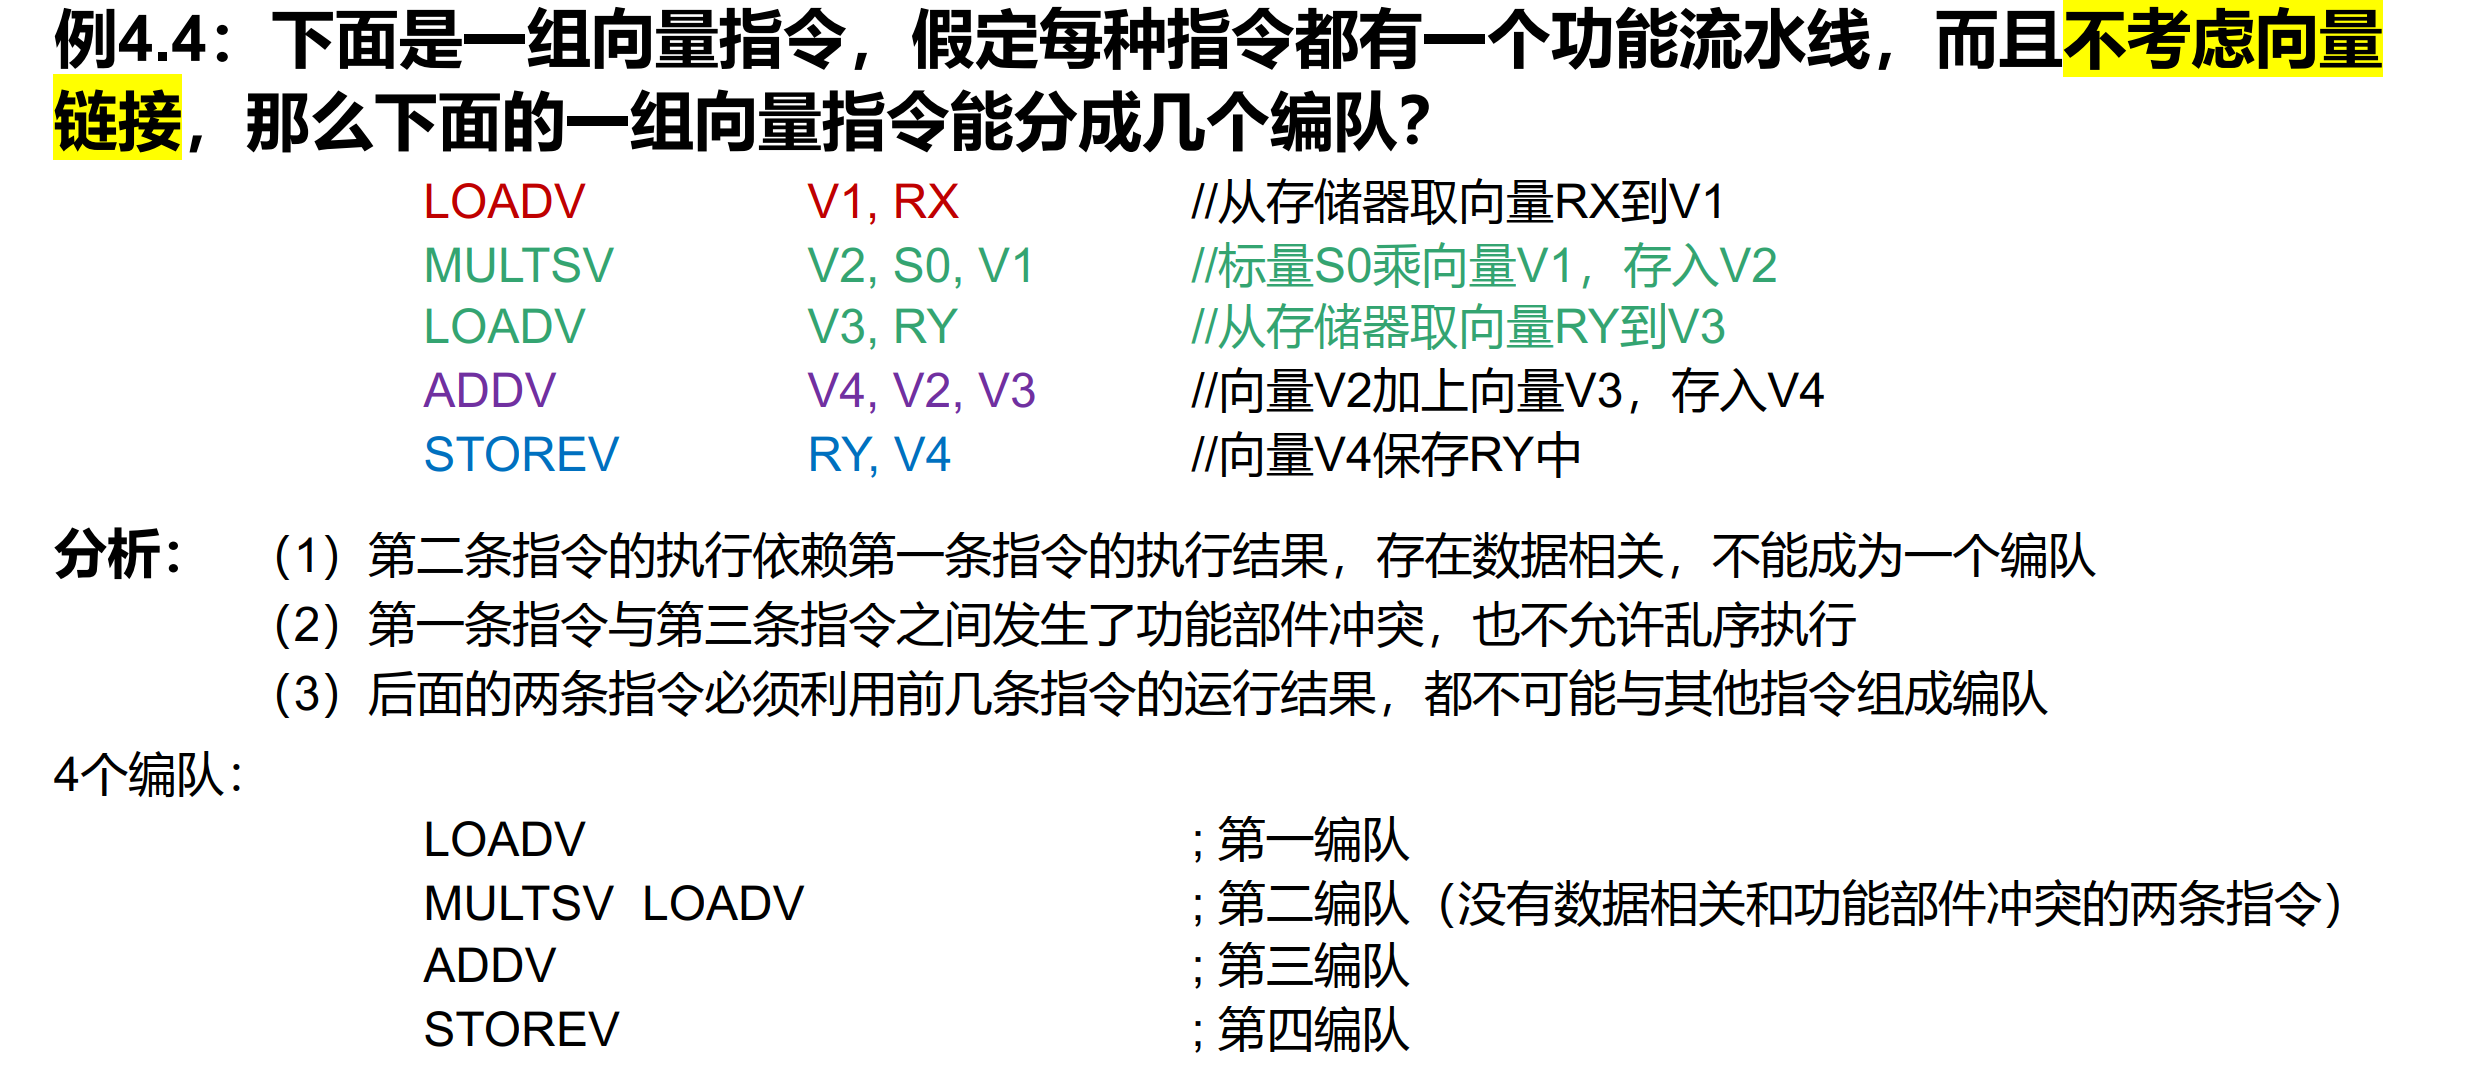 例4.4：下面是一组向量指令，假定每种指令都有一个功能流水线，而且不考虑向量
链接，那么下面的一组向量指令能分成几个编队？
LOADV V1, RX //从存储器取向量RX到V1
MULTSV V2, S0, V1 //标量S0乘向量V1，存入V2
LOADV V3, RY //从存储器取向量RY到V3
ADDV V4, V2, V3 //向量V2加上向量V3，存入V4
STOREV RY, V4 //向量V4保存RY中
分析： （1）第二条指令的执行依赖第一条指令的执行结果，存在数据相关，不能成为一个编队
（2）第一条指令与第三条指令之间发生了功能部件冲突，也不允许乱序执行
（3）后面的两条指令必须利用前几条指令的运行结果，都不可能与其他指令组成编队
4个编队：
LOADV ; 第一编队
MULTSV LOADV ; 第二编队（没有数据相关和功能部件冲突的两条指令）
ADDV ; 第三编队
STOREV ; 第四编队